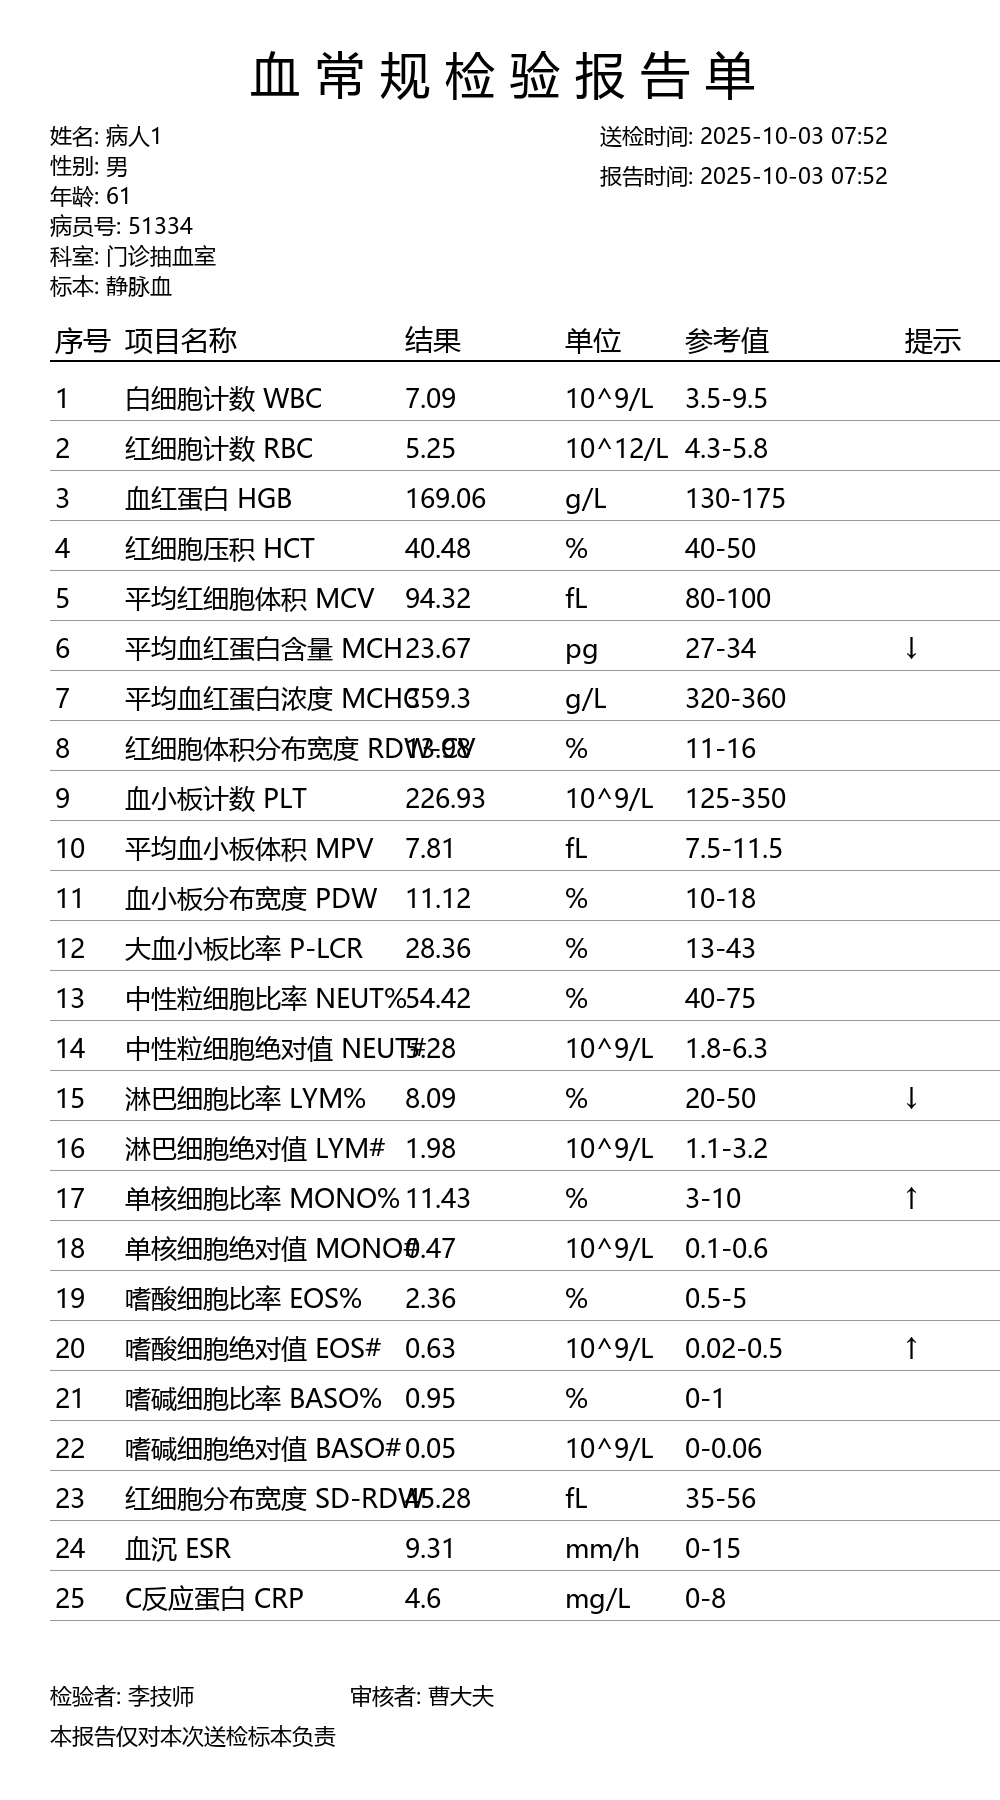 血常规检验报告单
姓名: 病人1 送检时间: 2025-10-03 07:52
性别: 男
报告时间: 2025-10-03 07:52
年龄: 61
病员号: 51334
科室: 门诊抽血室
标本: 静脉血
序号 项目名称 结果 单位 参考值 提示
1 白细胞计数 WBC 7.09 10^9/L 3.5-9.5
2 红细胞计数 RBC 5.25 10^12/L 4.3-5.8
3 血红蛋白 HGB 169.06 g/L 130-175
4 红细胞压积 HCT 40.48 % 40-50
5 平均红细胞体积 MCV 94.32 fL 80-100
6 平均血红蛋白含量 MCH 23.67 pg 27-34 ↓
7 平均血红蛋白浓度 MCHC 359.3 g/L 320-360
8 红细胞体积分布宽度 RDW-CV 13.98 % 11-16
9 血小板计数 PLT 226.93 10^9/L 125-350
10 平均血小板体积 MPV 7.81 fL 7.5-11.5
11 血小板分布宽度 PDW 11.12 % 10-18
12 大血小板比率 P-LCR 28.36 % 13-43
13 中性粒细胞比率 NEUT% 54.42 % 40-75
14 中性粒细胞绝对值 NEUT# 5.28 10^9/L 1.8-6.3
15 淋巴细胞比率 LYM% 8.09 % 20-50 ↓
16 淋巴细胞绝对值 LYM# 1.98 10^9/L 1.1-3.2
17 单核细胞比率 MONO% 11.43 % 3-10 ↑
18 单核细胞绝对值 MONO# 0.47 10^9/L 0.1-0.6
19 嗜酸细胞比率 EOS% 2.36 % 0.5-5
20 嗜酸细胞绝对值 EOS# 0.63 10^9/L 0.02-0.5 ↑
21 嗜碱细胞比率 BASO% 0.95 % 0-1
22 嗜碱细胞绝对值 BASO# 0.05 10^9/L 0-0.06
23 红细胞分布宽度 SD-RDW 45.28 fL 35-56
24 血沉 ESR 9.31 mm/h 0-15
25 C反应蛋白 CRP 4.6 mg/L 0-8
检验者: 李技师 审核者: 曹大夫
本报告仅对本次送检标本负责